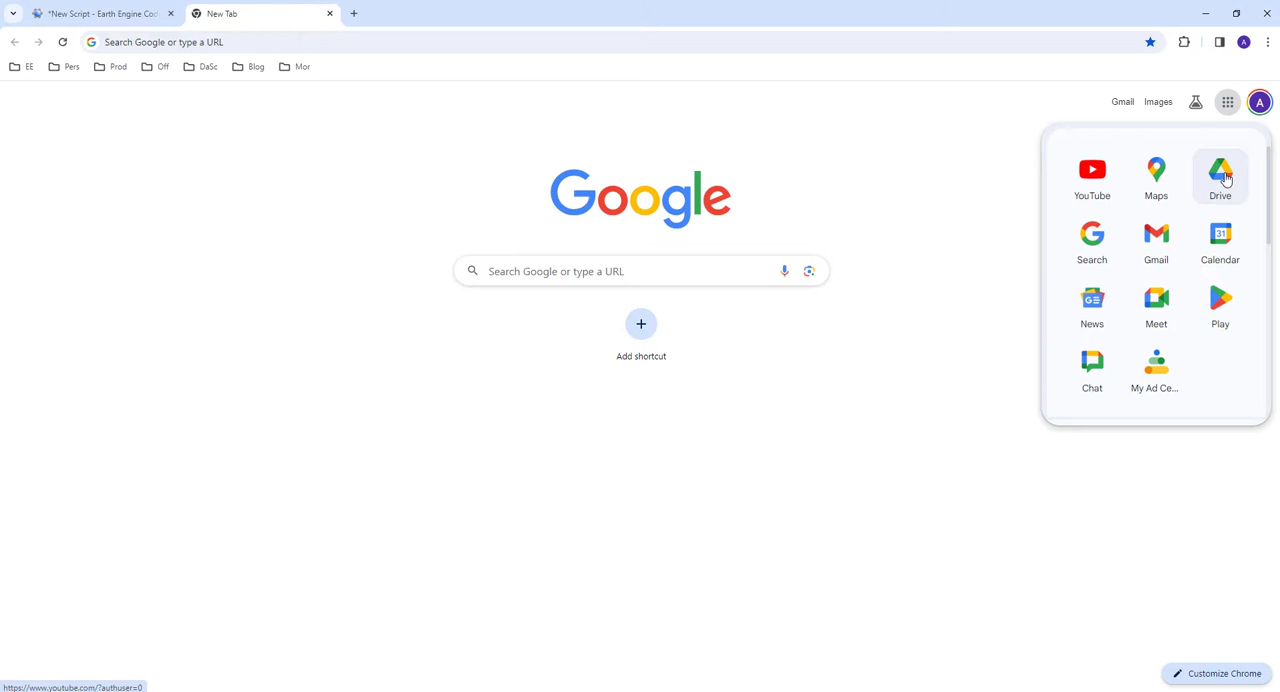 *New Script - Earth Engine Cod
New Tab
Search Google or type a URL
EE
Pers
Prod
Off
DaSc
Blog
Mor
A
Gmail
Images
A
Google
Search Google or type a URL
Add shortcut
YouTube
Maps
Drive
Search
31
Gmail
Calendar
GE
News
Meet
Play
Chat
My Ad Ce...
Customize Chrome
https://www.youtube.com/?authuser=0